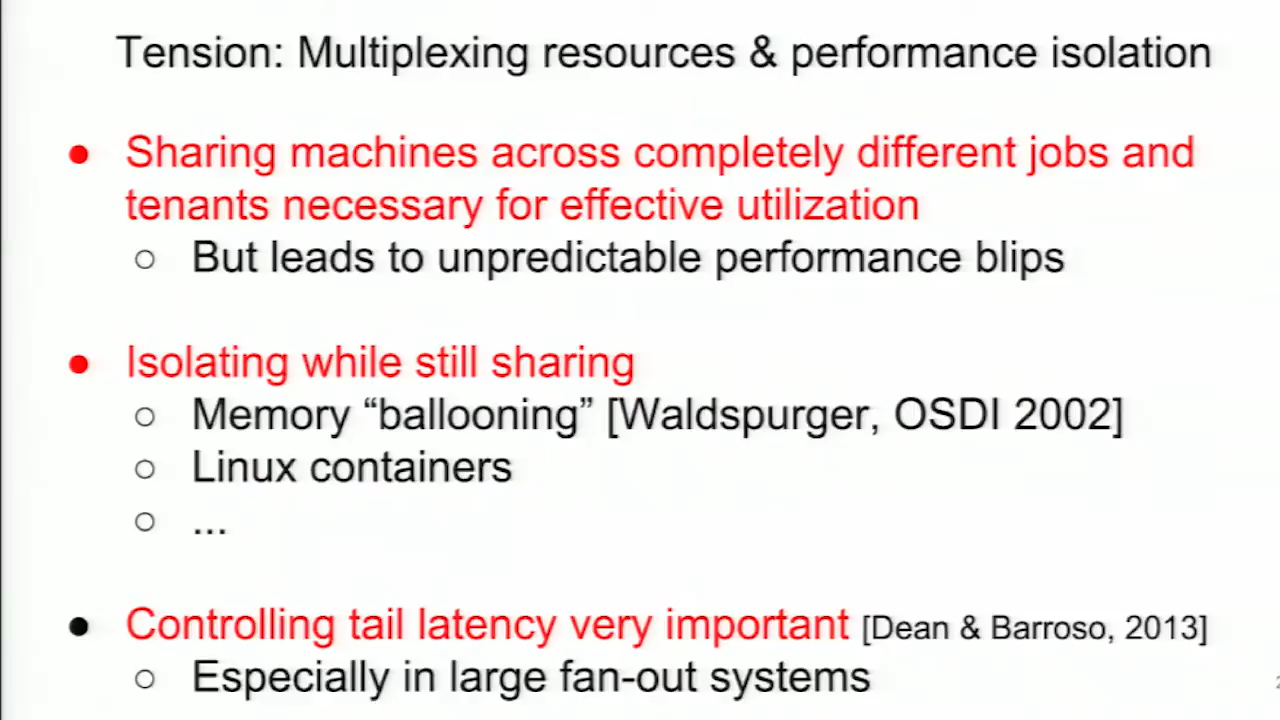 Tension: Multiplexing resources & performance isolation
● Sharing machines across completely different jobs and
tenants necessary for effective utilization
○ But leads to unpredictable performance blips
● Isolating while still sharing
○ Memory “ballooning” [Waldspurger, OSDI 2002]
○ Linux containers
○ ...
● Controlling tail latency very important [Dean & Barroso, 2013]
○ Especially in large fan-out systems